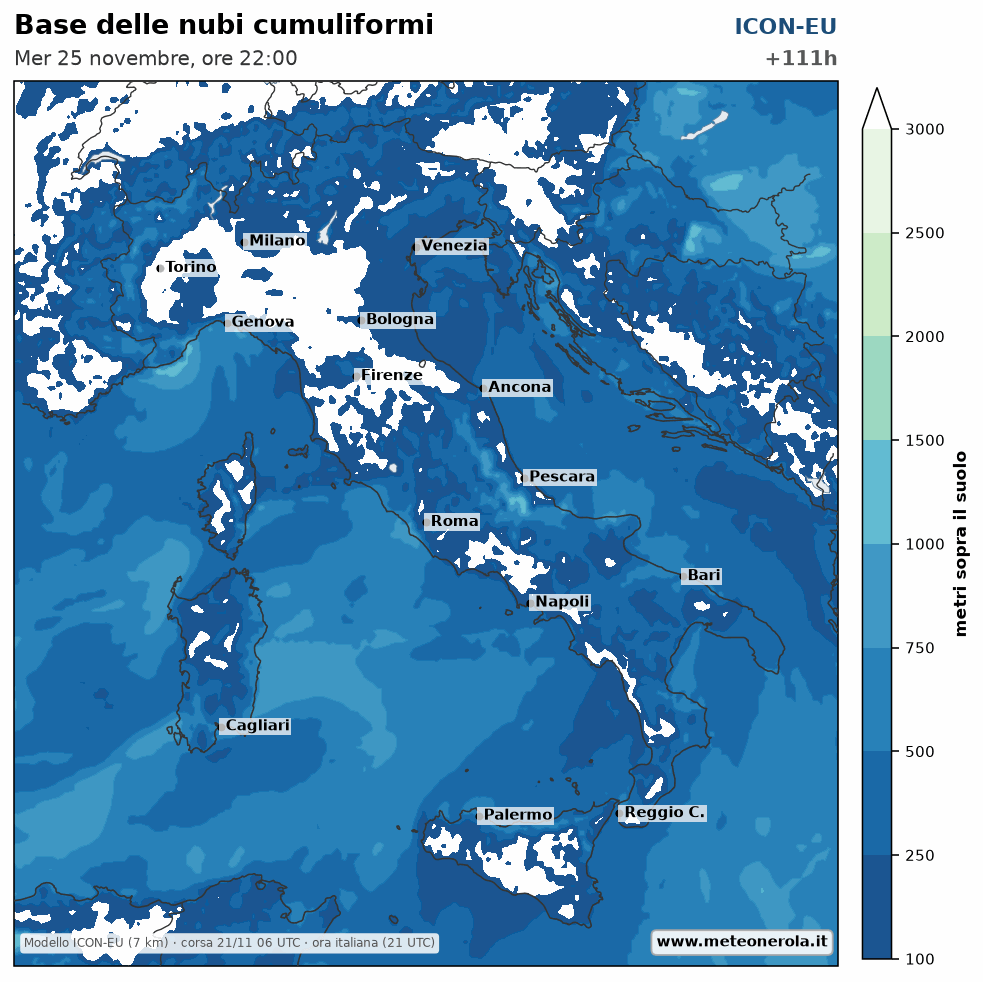 Base delle nubi cumuliformi
ICON-EU
Mer 25 novembre, ore 22:00
+111h
Milano
Venezia
Torino
Genova
Bologna
Firenze
Ancona
Pescara
Roma
Bari
Napoli
Cagliari
Palermo
Reggio C.
3000
2500
2000
1500
1000
750
500
250
100
metri sopra il suolo
Modello ICON-EU (7 km) · corsa 21/11 06 UTC · ora italiana (21 UTC)
www.meteonerola.it